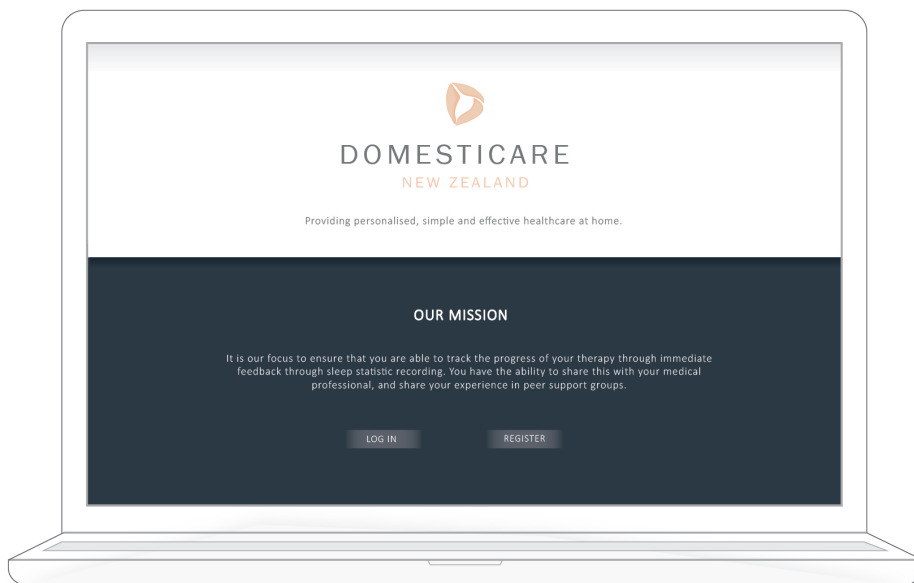 DOMESTICARE
NEW ZEALAND
Providing personalised, simple and effective healthcare at home.
OUR MISSION
It is our focus to ensure that you are able to track the progress of your therapy through immediate
feedback through sleep statistic recording. You have the ability to share this with your medical
professional, and share your experience in peer support groups.
LOG IN
REGISTER